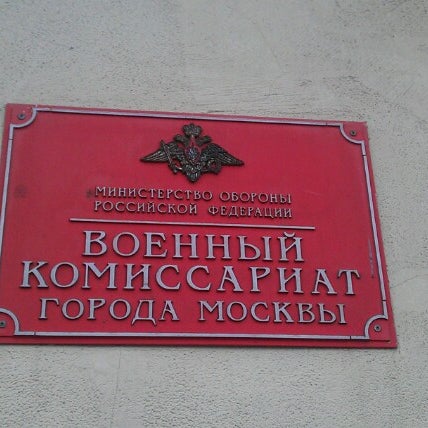 МИНИСТЕРСТВО ОБОРОНЫ
РОССИЙСКОЙ ФЕДЕРАЦИИ
ВОЕННЫЙ
КОМИССАРИАТ
ГОРОДА МОСКВЫ